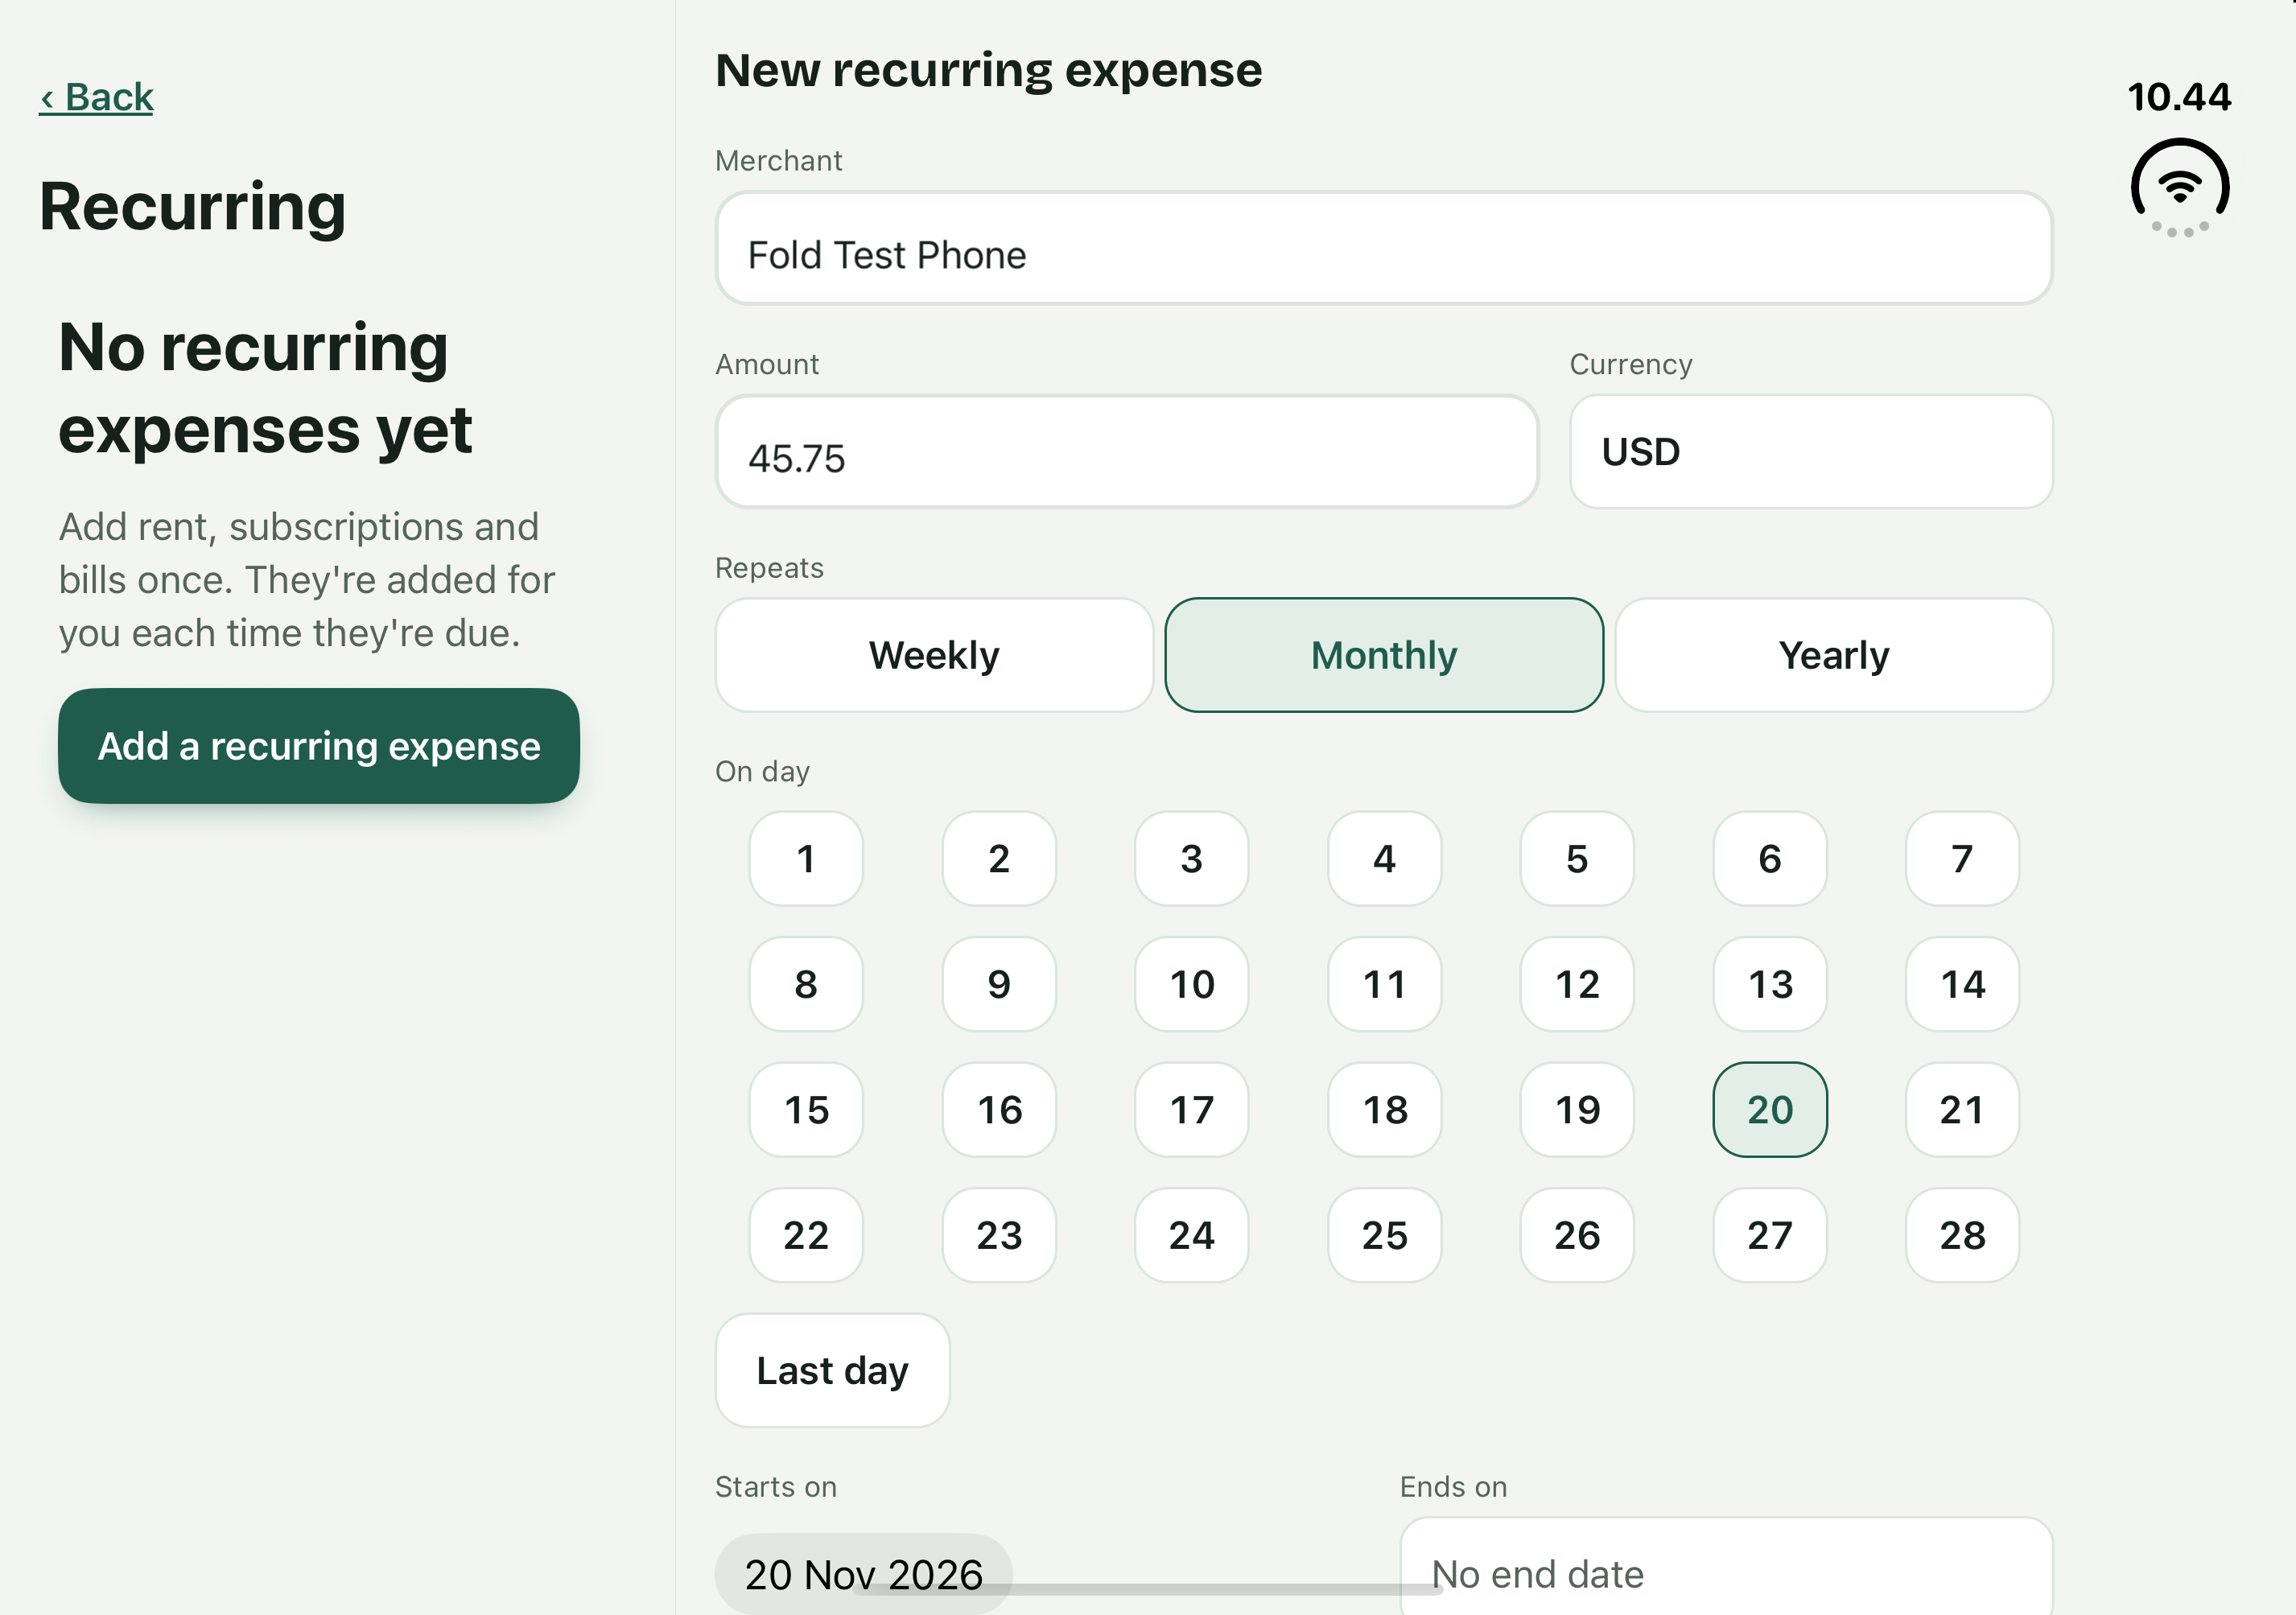 ‹ Back
Recurring
No recurring
expenses yet
Add rent, subscriptions and
bills once. They're added for
you each time they're due.
Add a recurring expense
New recurring expense
Merchant
Fold Test Phone
Amount
Currency
45.75
USD
Repeats
Weekly
Monthly
Yearly
On day
1 2 3 4 5 6 7
8 9 10 11 12 13 14
15 16 17 18 19 20 21
22 23 24 25 26 27 28
Last day
Starts on
Ends on
20 Nov 2026
No end date
10.44